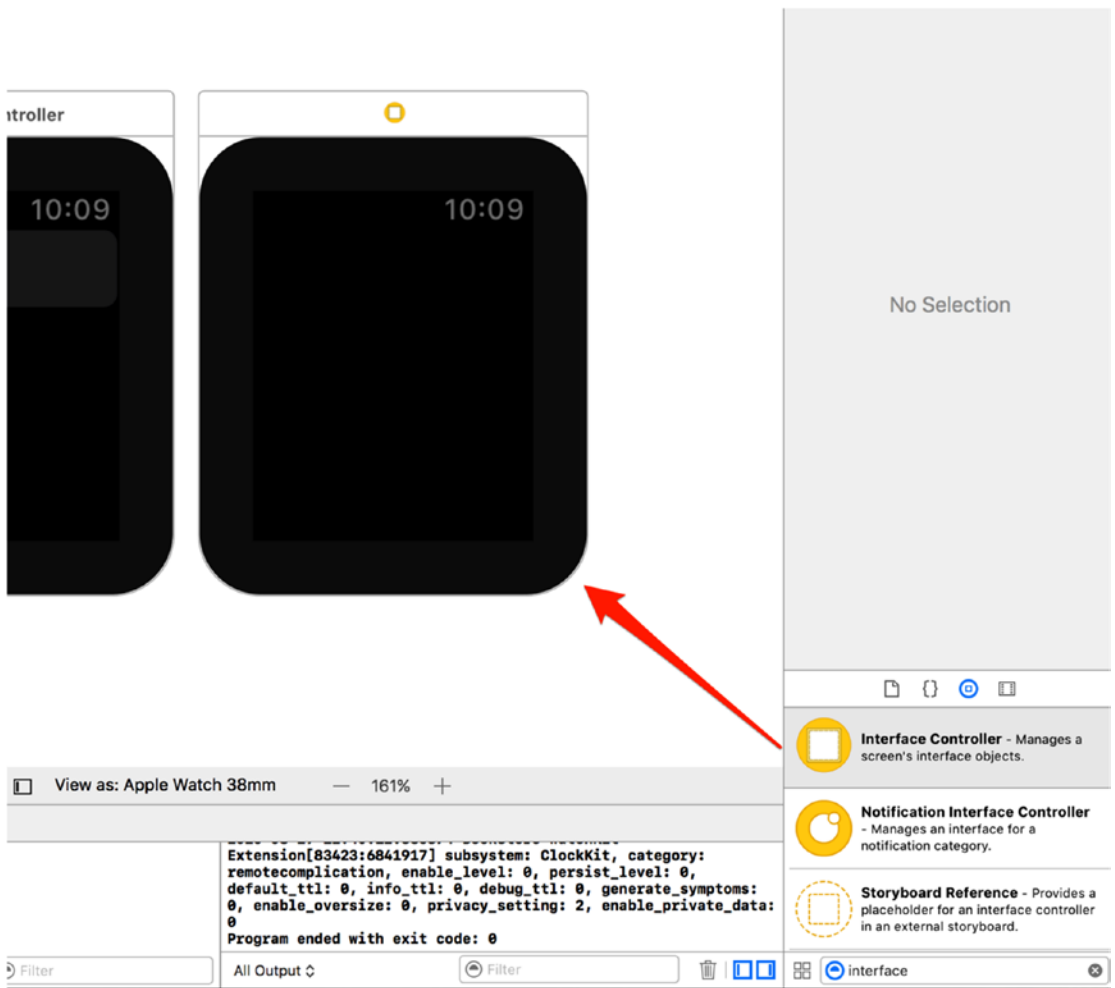 ntroller
10:09
10:09
No Selection
Interface Controller - Manages a
screen's interface objects.
View as: Apple Watch 38mm — 161% +
Notification Interface Controller
- Manages an interface for a
notification category.
Extension[83423:6841917] subsystem: ClockKit, category:
remotecomplication, enable_level: 0, persist_level: 0,
default_ttl: 0, info_ttl: 0, debug_ttl: 0, generate_symptoms:
0, enable_oversize: 0, privacy_setting: 2, enable_private_data:
0
Program ended with exit code: 0
Storyboard Reference - Provides a
placeholder for an interface controller
in an external storyboard.
Filter
All Output
Filter
interface